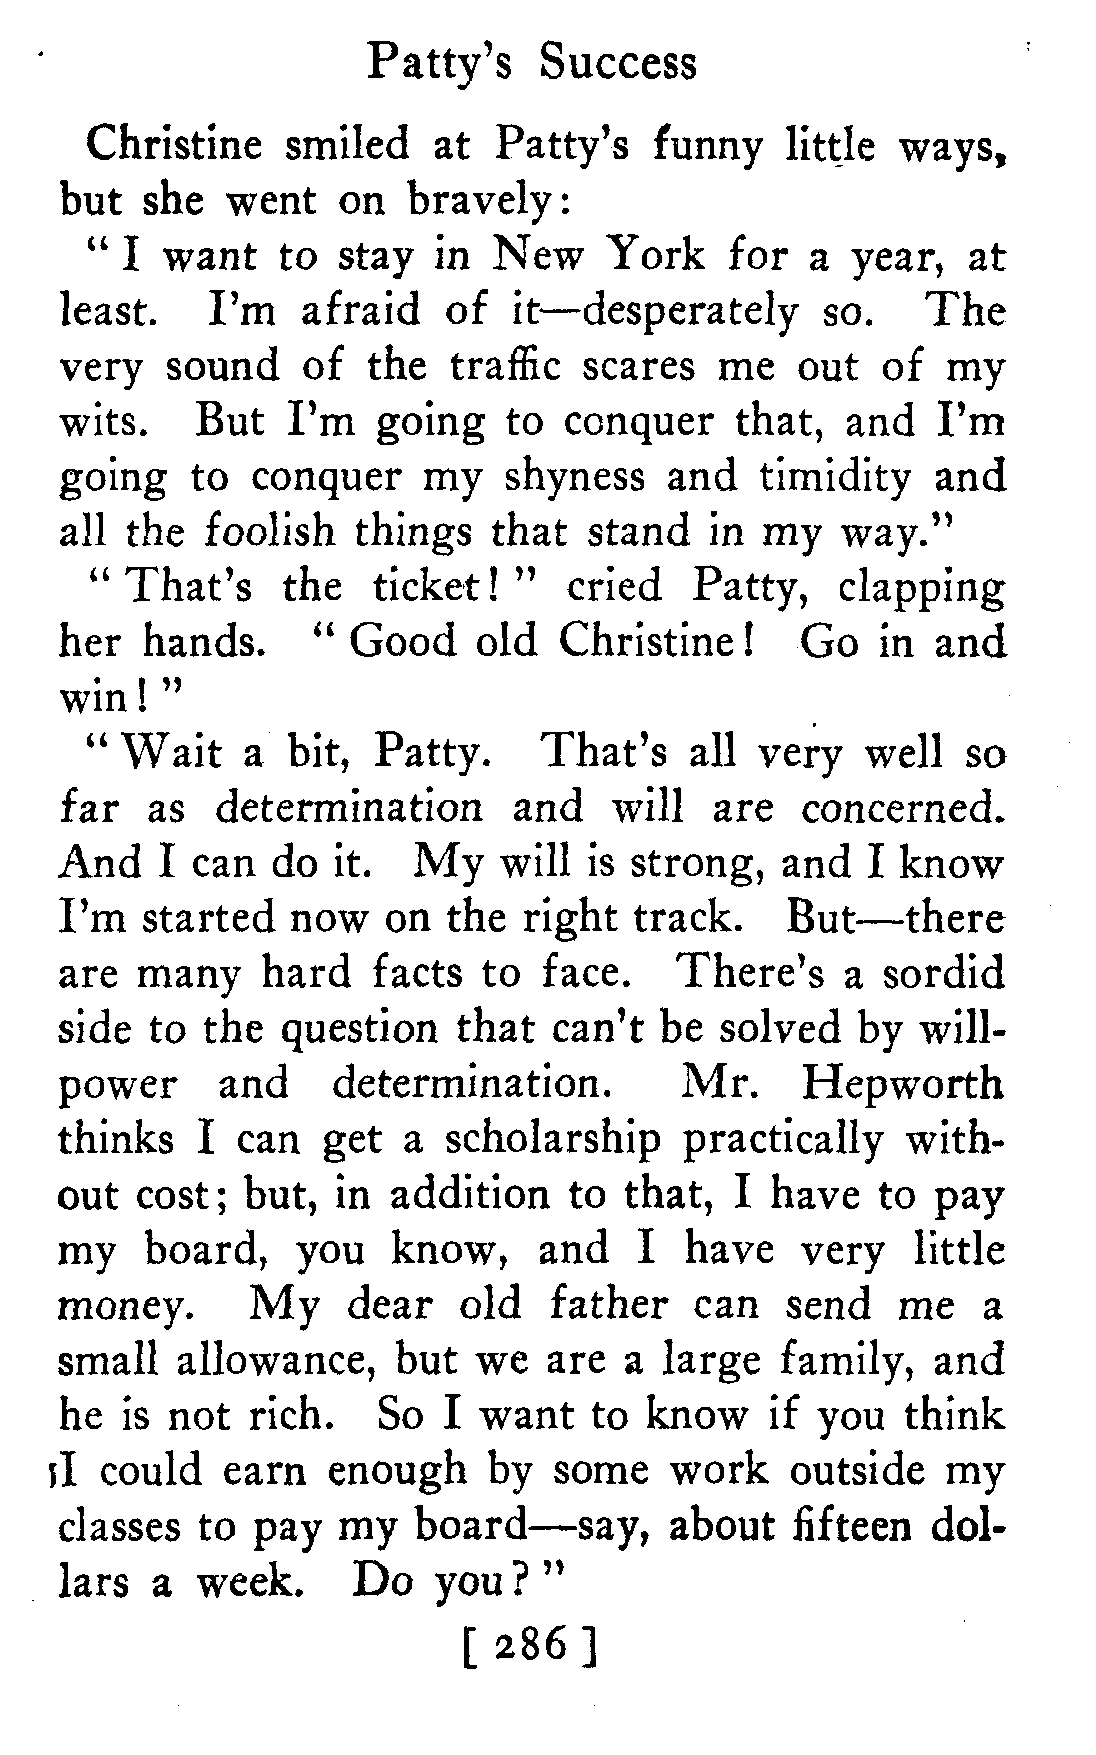 Patty's Success
Christine smiled at Patty's funny little ways,
but she went on bravely:
" I want to stay in New York for a year, at
least. I'm afraid of it—desperately so. The
very sound of the traffic scares me out of my
wits. But I'm going to conquer that, and I'm
going to conquer my shyness and timidity and
all the foolish things that stand in my way."
" That's the ticket! " cried Patty, clapping
her hands. " Good old Christine! Go in and
win! "
" Wait a bit, Patty. That's all very well so
far as determination and will are concerned.
And I can do it. My will is strong, and I know
I'm started now on the right track. But—there
are many hard facts to face. There's a sordid
side to the question that can't be solved by will-
power and determination. Mr. Hepworth
thinks I can get a scholarship practically with-
out cost; but, in addition to that, I have to pay
my board, you know, and I have very little
money. My dear old father can send me a
small allowance, but we are a large family, and
he is not rich. So I want to know if you think
I could earn enough by some work outside my
classes to pay my board—say, about fifteen dol-
lars a week. Do you? "
[ 286 ]